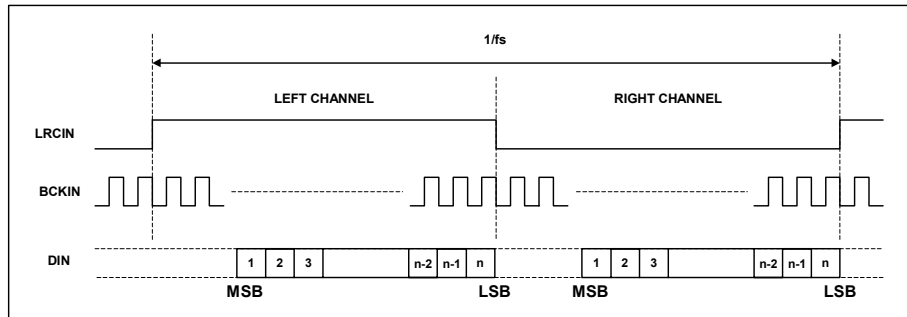 1/fs
LEFT CHANNEL RIGHT CHANNEL
LRCIN
BCKIN
DIN 1 2 3 n-2 n-1 n 1 2 3 n-2 n-1 n
MSB LSB MSB LSB